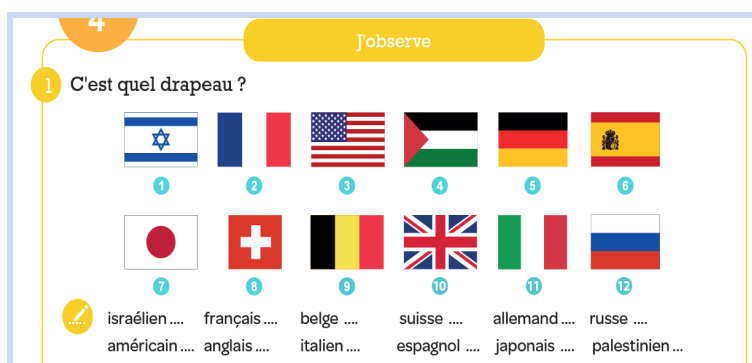 4
J'observe
1 C'est quel drapeau ?
1 2 3 4 5 6
7 8 9 10 11 12
israélien .... français .... belge .... suisse .... allemand .... russe ....
américain .... anglais .... italien .... espagnol .... japonais .... palestinien ...